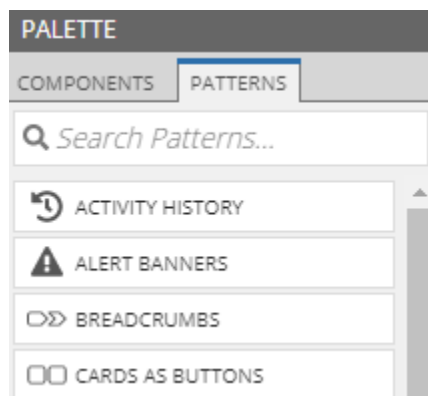 PALETTE
COMPONENTS PATTERNS
Search Patterns...
ACTIVITY HISTORY
ALERT BANNERS
BREADCRUMBS
CARDS AS BUTTONS